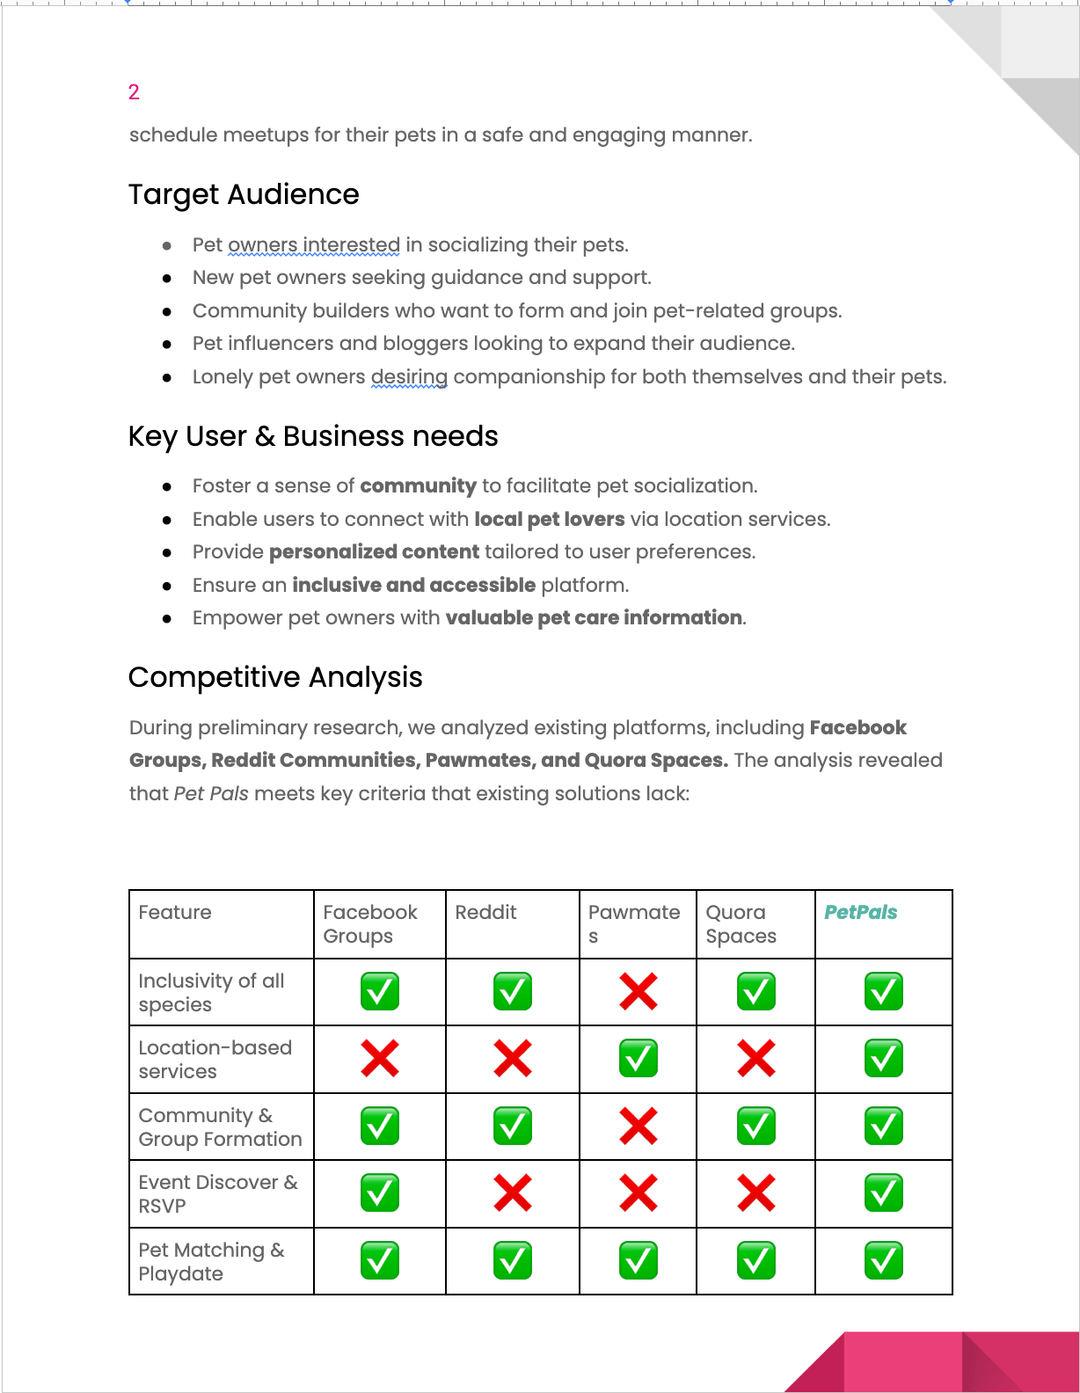 2
schedule meetups for their pets in a safe and engaging manner.
Target Audience
● Pet owners interested in socializing their pets.
● New pet owners seeking guidance and support.
● Community builders who want to form and join pet-related groups.
● Pet influencers and bloggers looking to expand their audience.
● Lonely pet owners desiring companionship for both themselves and their pets.
Key User & Business needs
● Foster a sense of community to facilitate pet socialization.
● Enable users to connect with local pet lovers via location services.
● Provide personalized content tailored to user preferences.
● Ensure an inclusive and accessible platform.
● Empower pet owners with valuable pet care information.
Competitive Analysis
During preliminary research, we analyzed existing platforms, including Facebook
Groups, Reddit Communities, Pawmates, and Quora Spaces. The analysis revealed
that Pet Pals meets key criteria that existing solutions lack:
Feature
Facebook
Groups
Reddit
Pawmate
s
Quora
Spaces
PetPals
Inclusivity of all
species
✅ ✅ ❌ ✅ ✅
Location-based
services
❌ ❌ ✅ ❌ ✅
Community &
Group Formation
✅ ✅ ❌ ✅ ✅
Event Discover &
RSVP
✅ ❌ ❌ ❌ ✅
Pet Matching &
Playdate
✅ ✅ ✅ ✅ ✅